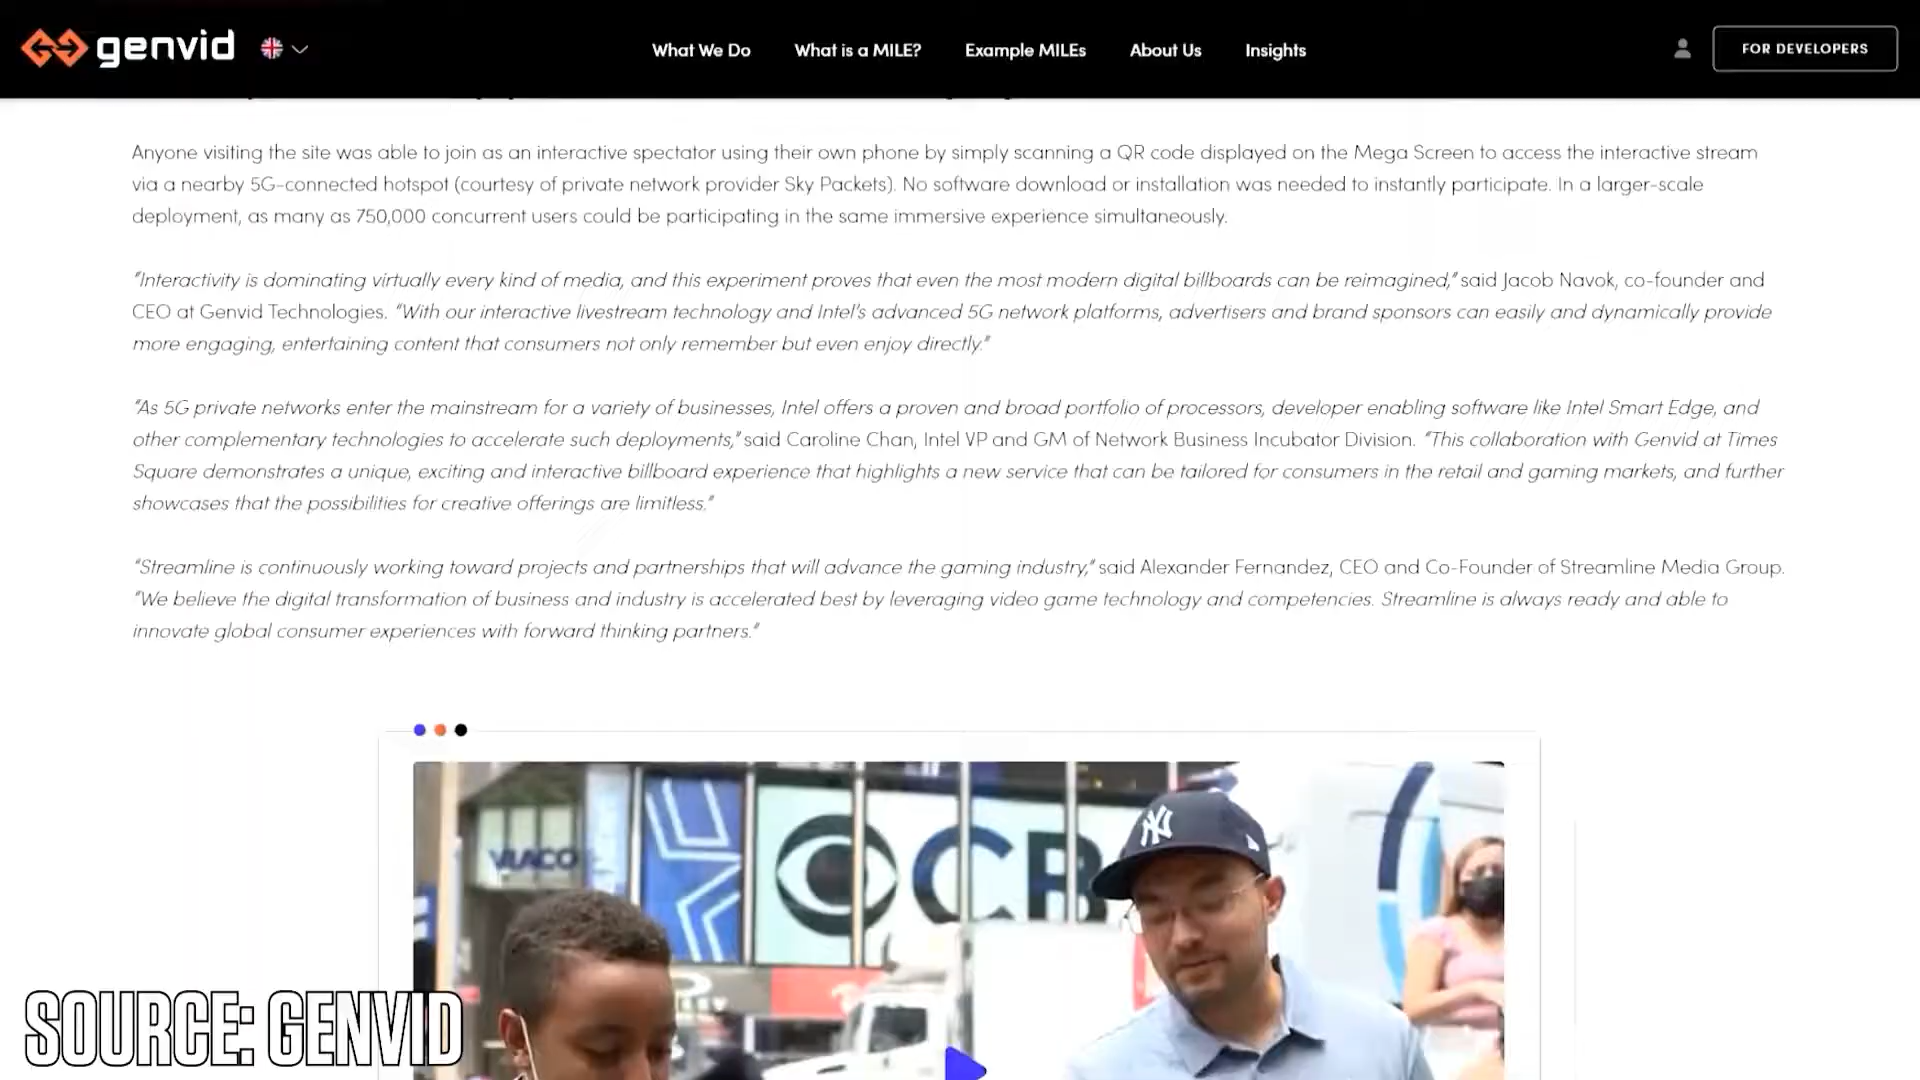 genvid
What We Do
What is a MILE?
Example MILEs
About Us
Insights
FOR DEVELOPERS
Anyone visiting the site was able to join as an interactive spectator using their own phone by simply scanning a QR code displayed on the Mega Screen to access the interactive stream
via a nearby 5G-connected hotspot (courtesy of private network provider Sky Packets). No software download or installation was needed to instantly participate. In a larger-scale
deployment, as many as 750,000 concurrent users could be participating in the same immersive experience simultaneously.
“Interactivity is dominating virtually every kind of media, and this experiment proves that even the most modern digital billboards can be reimagined,” said Jacob Navok, co-founder and
CEO at Genvid Technologies. “With our interactive livestream technology and Intel’s advanced 5G network platforms, advertisers and brand sponsors can easily and dynamically provide
more engaging, entertaining content that consumers not only remember but even enjoy directly.”
“As 5G private networks enter the mainstream for a variety of businesses, Intel offers a proven and broad portfolio of processors, developer enabling software like Intel Smart Edge, and
other complementary technologies to accelerate such deployments,” said Caroline Chan, Intel VP and GM of Network Business Incubator Division. “This collaboration with Genvid at Times
Square demonstrates a unique, exciting and interactive billboard experience that highlights a new service that can be tailored for consumers in the retail and gaming markets, and further
showcases that the possibilities for creative offerings are limitless.”
“Streamline is continuously working toward projects and partnerships that will advance the gaming industry,” said Alexander Fernandez, CEO and Co-Founder of Streamline Media Group.
“We believe the digital transformation of business and industry is accelerated best by leveraging video game technology and competencies. Streamline is always ready and able to
innovate global consumer experiences with forward thinking partners.”
VIACO
CB
NY
SOURCE: GENVID